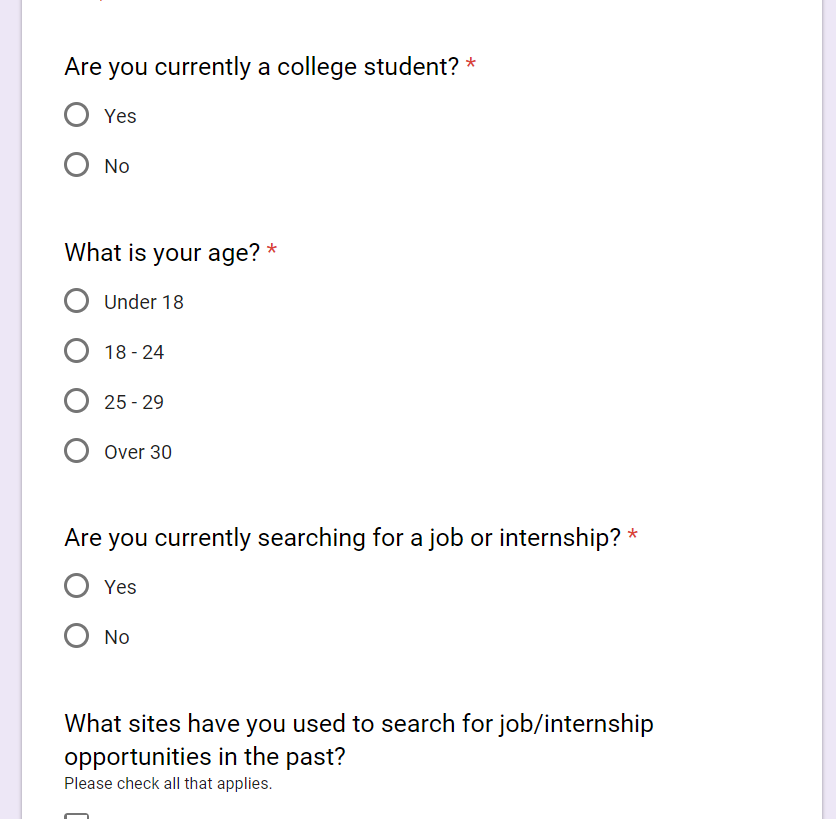 Are you currently a college student? *
Yes
No
What is your age? *
Under 18
18 - 24
25 - 29
Over 30
Are you currently searching for a job or internship? *
Yes
No
What sites have you used to search for job/internship
opportunities in the past?
Please check all that applies.